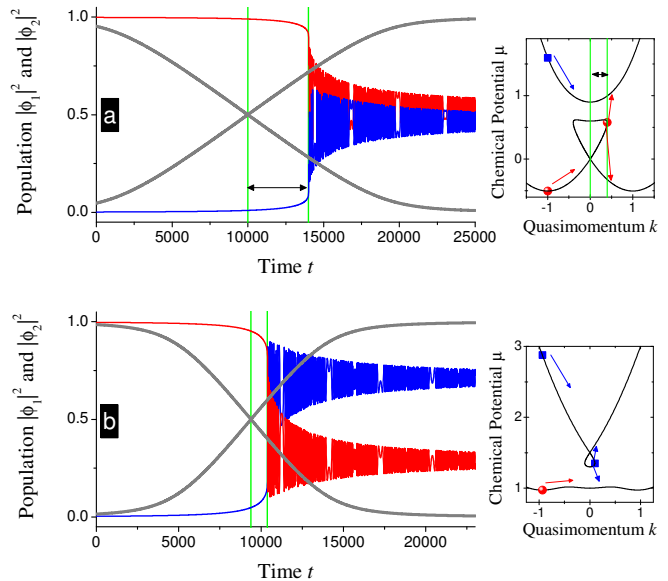 Population |ϕ₁|² and |ϕ₂|²
1.0
0.5
0.0
a
0 5000 10000 15000 20000 25000
Time t
Chemical Potential μ
1
0
-1 0 1
Quasimomentum k
Population |ϕ₁|² and |ϕ₂|²
1.0
0.5
0.0
b
0 5000 10000 15000 20000
Time t
Chemical Potential μ
3
2
1
-1 0 1
Quasimomentum k